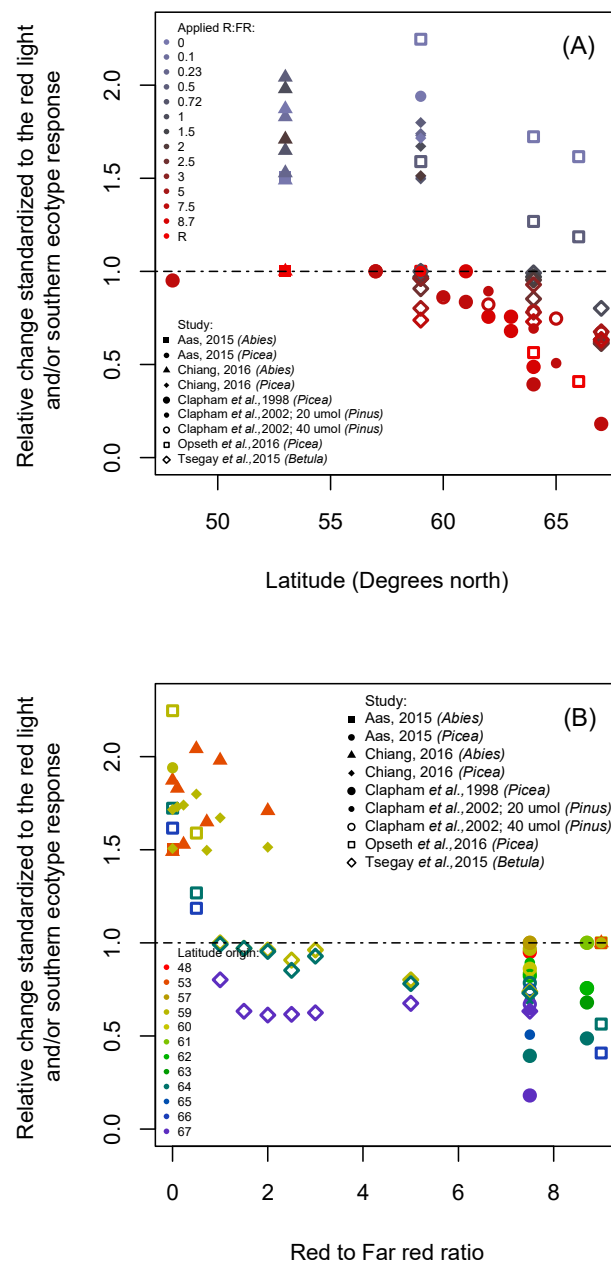 (A)
Applied R:FR:
0
0.1
0.23
0.5
0.72
1
1.5
2
2.5
3
5
7.5
8.7
R
Study:
Aas, 2015 (Abies)
Aas, 2015 (Picea)
Chiang, 2016 (Abies)
Chiang, 2016 (Picea)
Clapham et al.,1998 (Picea)
Clapham et al.,2002; 20 umol (Pinus)
Clapham et al.,2002; 40 umol (Pinus)
Opseth et al.,2016 (Picea)
Tsegay et al.,2015 (Betula)
Relative change standardized to the red light
and/or southern ecotype response
2.0
1.5
1.0
0.5
0.0
50 55 60 65
Latitude (Degrees north)
(B)
Study:
Aas, 2015 (Abies)
Aas, 2015 (Picea)
Chiang, 2016 (Abies)
Chiang, 2016 (Picea)
Clapham et al.,1998 (Picea)
Clapham et al.,2002; 20 umol (Pinus)
Clapham et al.,2002; 40 umol (Pinus)
Opseth et al.,2016 (Picea)
Tsegay et al.,2015 (Betula)
Latitude origin:
48
53
57
59
60
61
62
63
64
65
66
67
Relative change standardized to the red light
and/or southern ecotype response
2.0
1.5
1.0
0.5
0.0
0 2 4 6 8
Red to Far red ratio